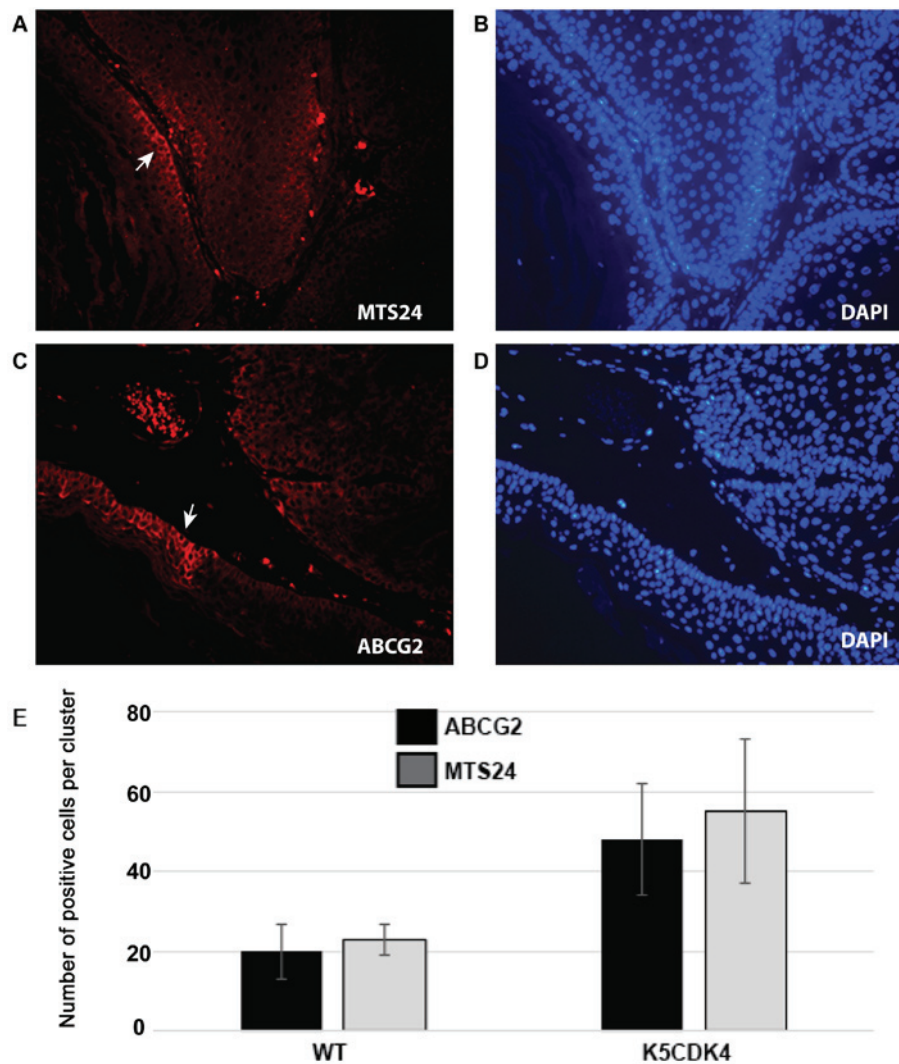 A
B
MTS24
DAPI
C
D
ABCG2
DAPI
E
Number of positive cells per cluster
80
60
40
20
0
ABCG2
MTS24
WT
K5CDK4